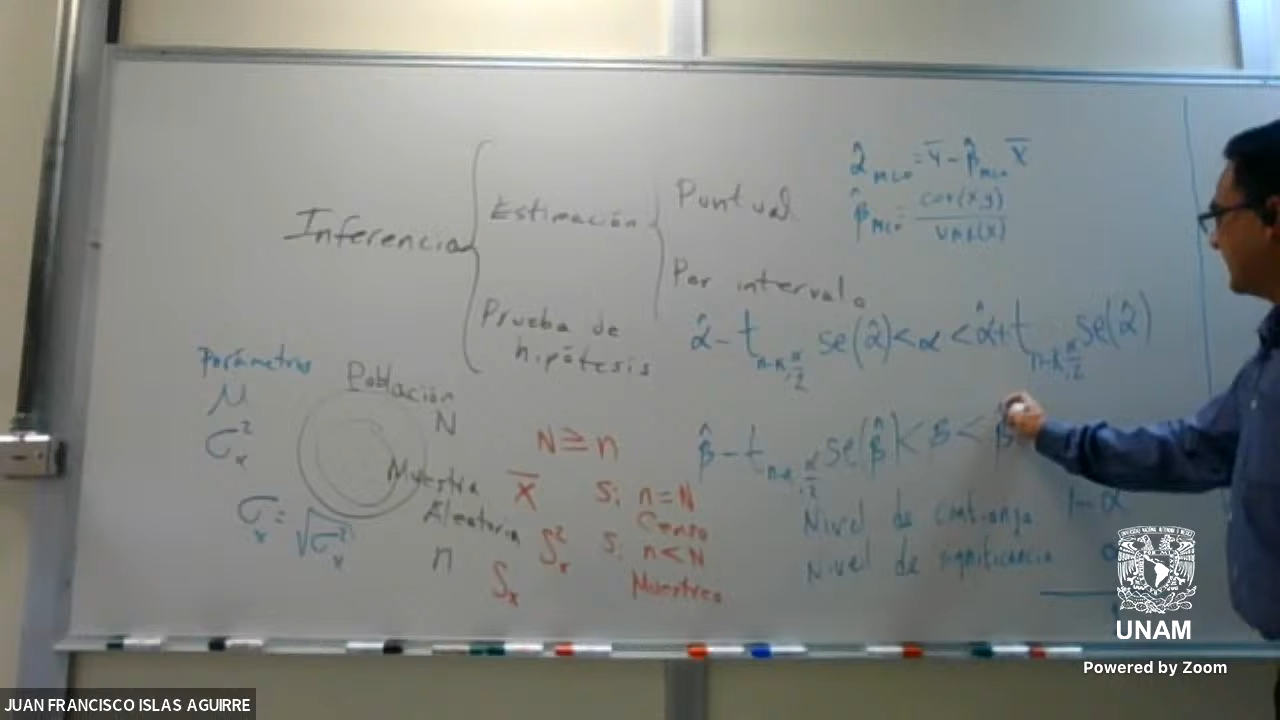 Inferencia
Estimación
Puntual
α̂ MCO = Ȳ - β̂ MCO X̄
β̂ MCO = cov(x,y) / var(x)
Por intervalo
α̂ - t n-k, α/2 se(α̂) < α < α̂ + t n-k, α/2 se(α̂)
β̂ - t n-k, α/2 se(β̂) < β < β̂
Prueba de
hipótesis
Parámetros
μ
σ²x
σx = √σ²x
Población
N
Muestra
Aleatoria
n
N ≥ n
X̄
S²x
Sx
Si n = N
Censo
Si n < N
Muestreo
Nivel de confianza 1-α
Nivel de significancia α
UNAM
Powered by Zoom
JUAN FRANCISCO ISLAS AGUIRRE